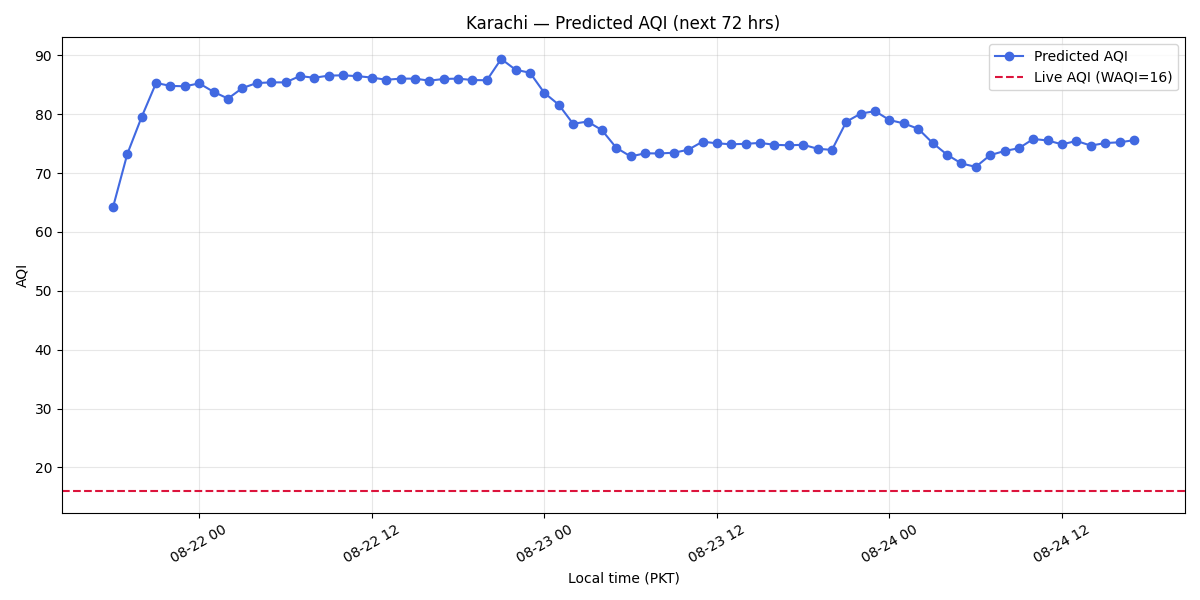 Karachi — Predicted AQI (next 72 hrs)
Predicted AQI
Live AQI (WAQI=16)
AQI
90
80
70
60
50
40
30
20
08-22 00
08-22 12
08-23 00
08-23 12
08-24 00
08-24 12
Local time (PKT)